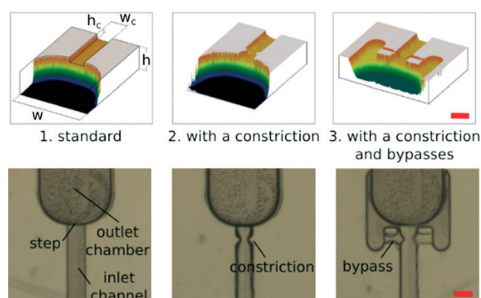 h_c w_c
h
w
1. standard
2. with a constriction
3. with a constriction
and bypasses
step
outlet
chamber
inlet
channel
constriction
bypass